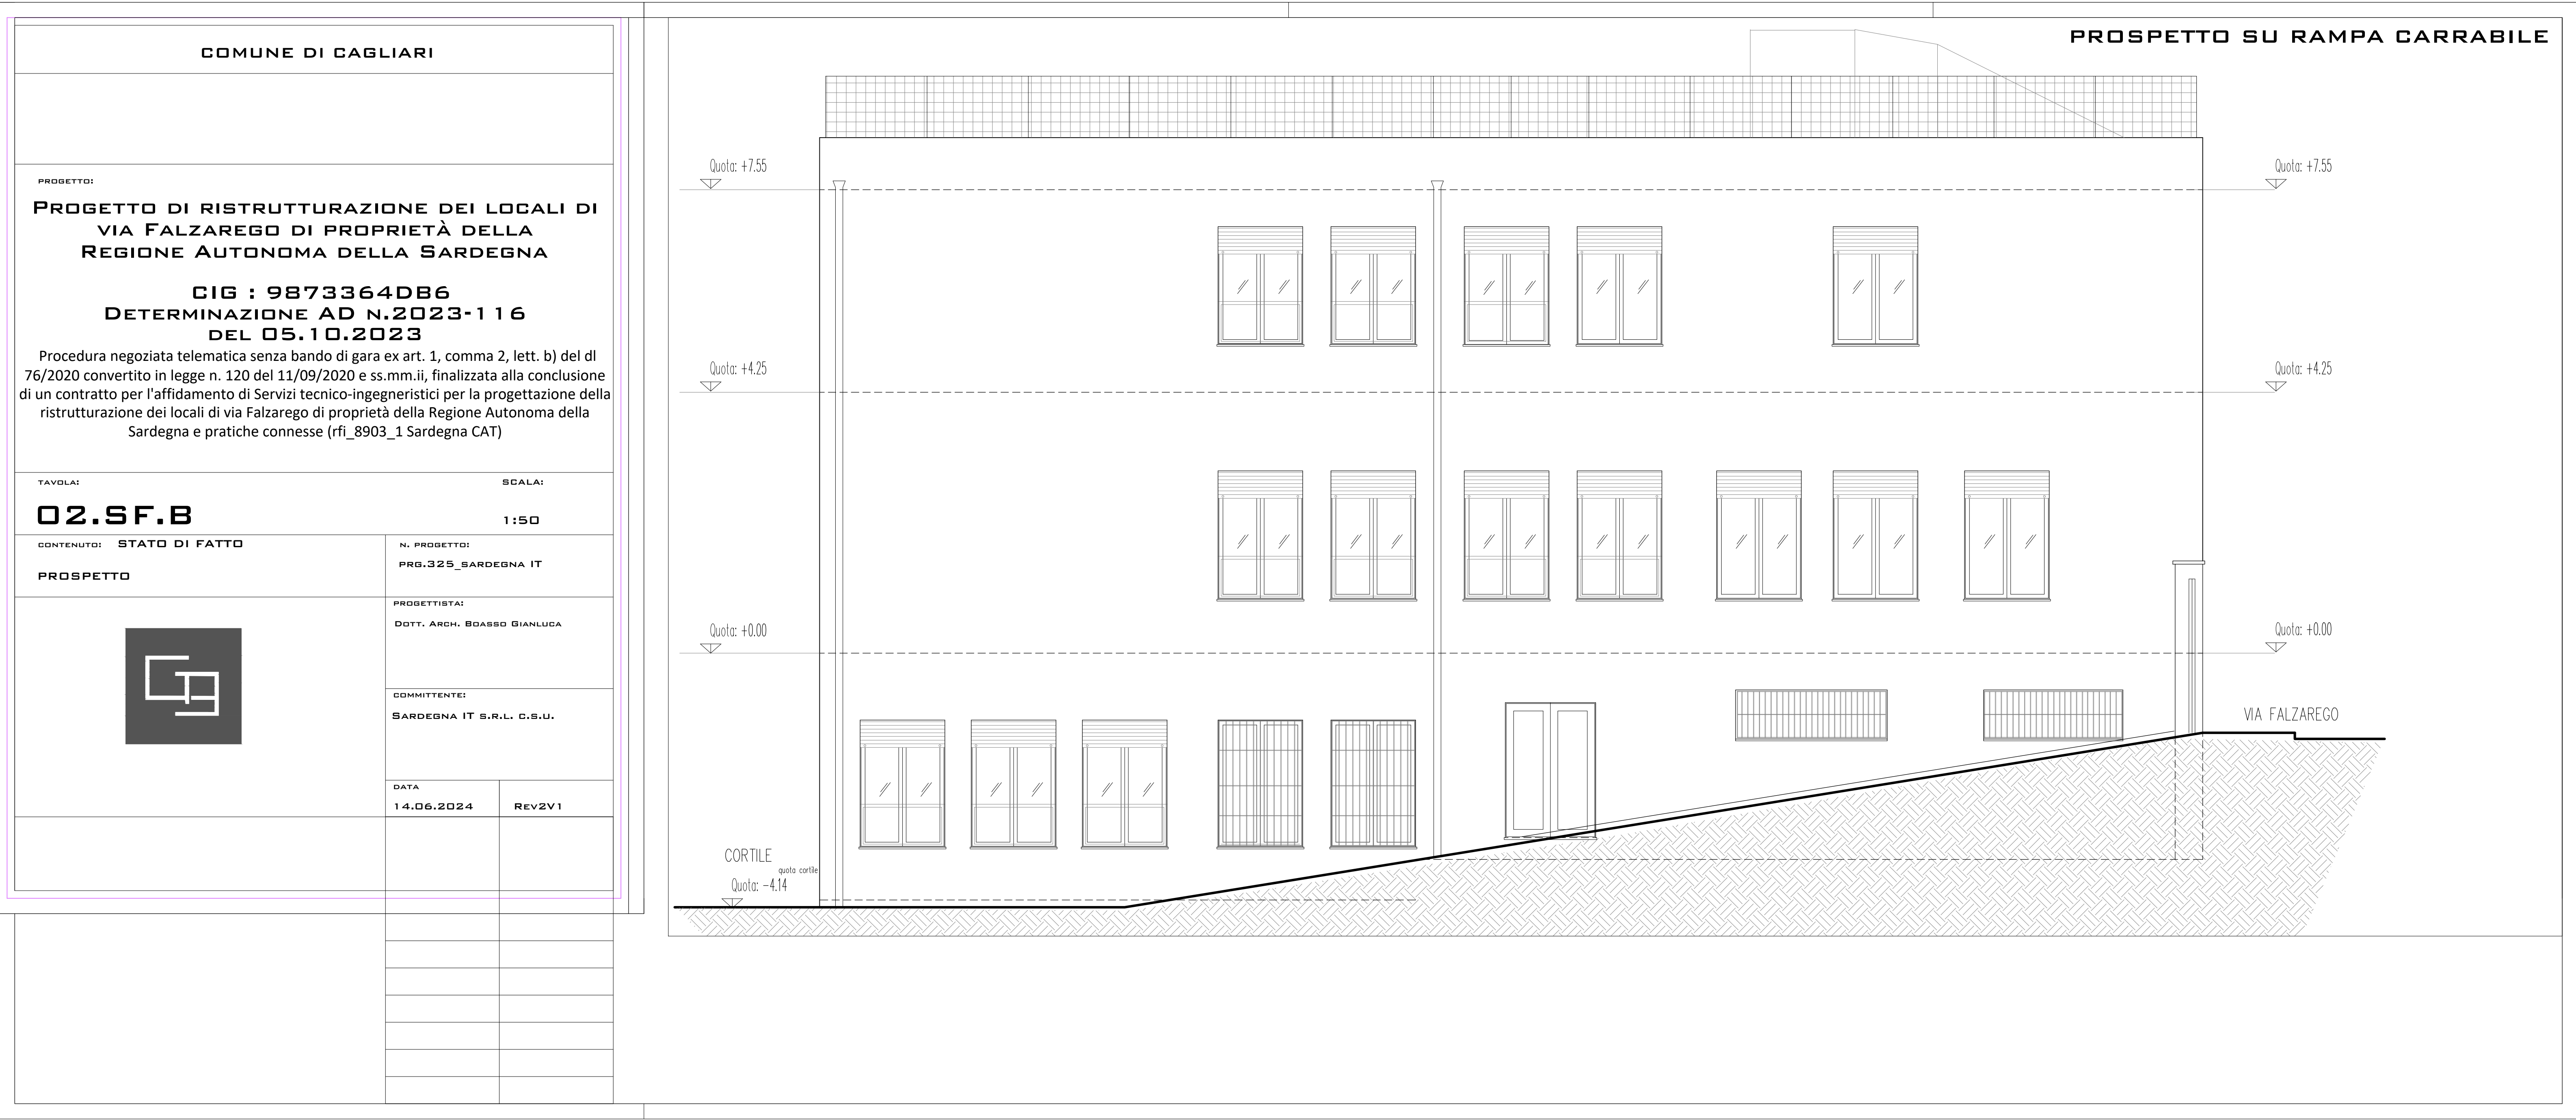 COMUNE DI CAGLIARI
PROGETTO:
PROGETTO DI RISTRUTTURAZIONE DEI LOCALI DI
VIA FALZAREGO DI PROPRIETÀ DELLA
REGIONE AUTONOMA DELLA SARDEGNA
CIG : 9873364DB6
DETERMINAZIONE AD N.2023-116
DEL 05.10.2023
Procedura negoziata telematica senza bando di gara ex art. 1, comma 2, lett. b) del dl
76/2020 convertito in legge n. 120 del 11/09/2020 e ss.mm.ii, finalizzata alla conclusione
di un contratto per l'affidamento di Servizi tecnico-ingegneristici per la progettazione della
ristrutturazione dei locali di via Falzarego di proprietà della Regione Autonoma della
Sardegna e pratiche connesse (rfi_8903_1 Sardegna CAT)
TAVOLA:
SCALA:
02.SF.B
1:50
CONTENUTO: STATO DI FATTO
PROSPETTO
N. PROGETTO:
PRG.325_SARDEGNA IT
PROGETTISTA:
DOTT. ARCH. BOASSO GIANLUCA
COMMITTENTE:
SARDEGNA IT S.R.L. C.S.U.
DATA
14.06.2024
REV2V1
PROSPETTO SU RAMPA CARRABILE
Quota: +7.55
Quota: +7.55
Quota: +4.25
Quota: +4.25
Quota: +0.00
Quota: +0.00
VIA FALZAREGO
CORTILE
quota cortile
Quota: -4.14